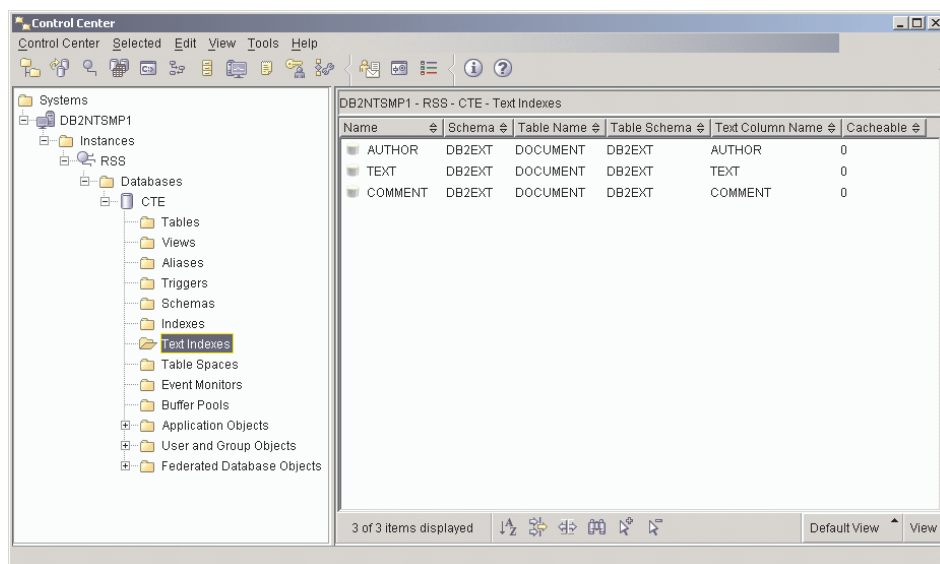 Control Center
Control Center Selected Edit View Tools Help
Systems
DB2NTSMP1
Instances
RSS
Databases
CTE
Tables
Views
Aliases
Triggers
Schemas
Indexes
Text Indexes
Table Spaces
Event Monitors
Buffer Pools
Application Objects
User and Group Objects
Federated Database Objects
DB2NTSMP1 - RSS - CTE - Text Indexes
Name Schema Table Name Table Schema Text Column Name Cacheable
AUTHOR DB2EXT DOCUMENT DB2EXT AUTHOR 0
TEXT DB2EXT DOCUMENT DB2EXT TEXT 0
COMMENT DB2EXT DOCUMENT DB2EXT COMMENT 0
3 of 3 items displayed Default View View